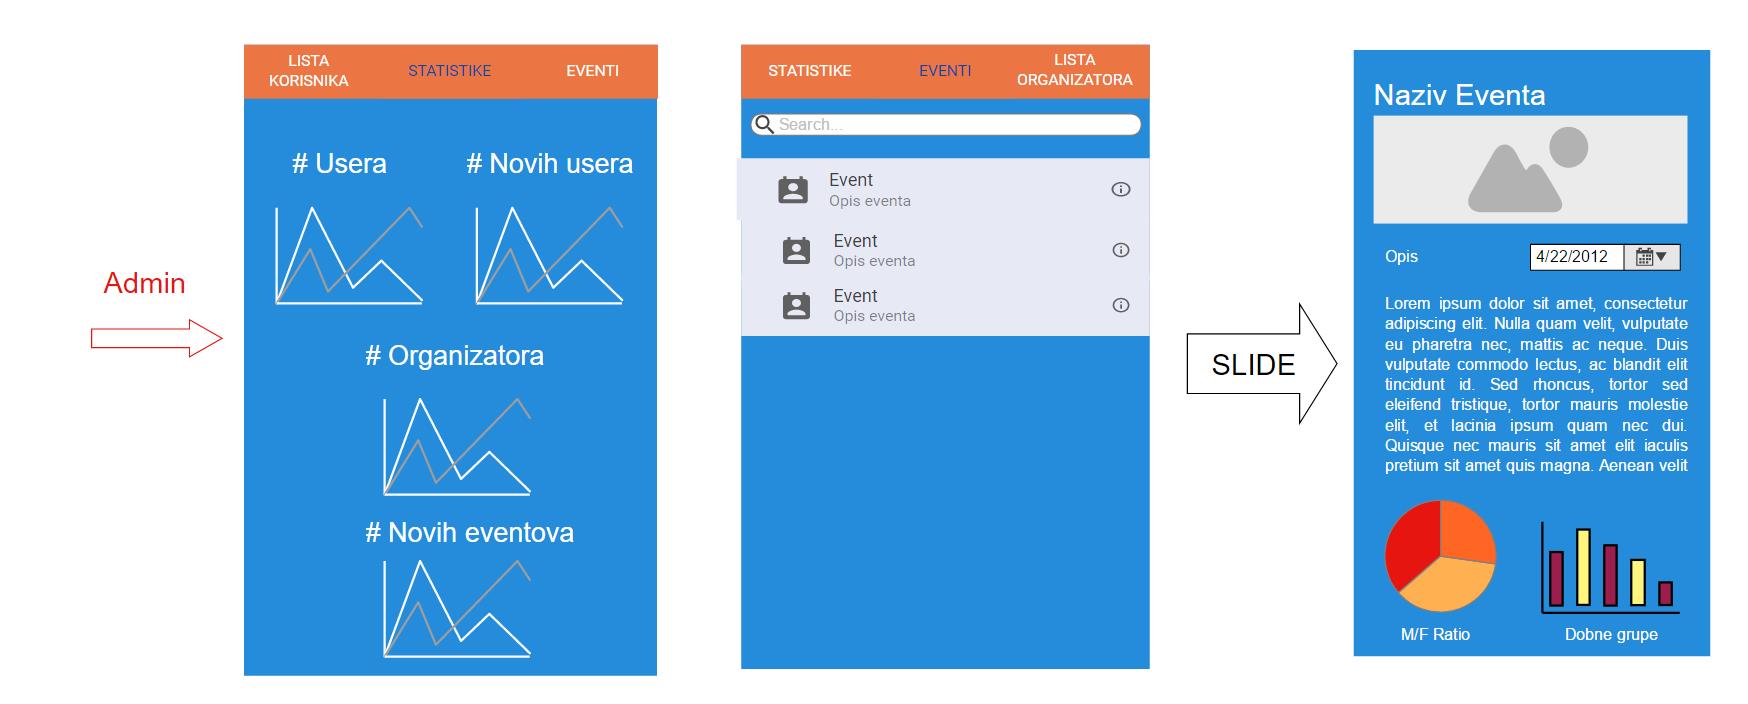 Admin
LISTA
KORISNIKA
STATISTIKE
EVENTI
# Usera
# Novih usera
# Organizatora
# Novih eventova
STATISTIKE
EVENTI
LISTA
ORGANIZATORA
Search...
Event
Opis eventa
Event
Opis eventa
Event
Opis eventa
SLIDE
Naziv Eventa
Opis
4/22/2012
Lorem ipsum dolor sit amet, consectetur
adipiscing elit. Nulla quam velit, vulputate
eu pharetra nec, mattis ac neque. Duis
vulputate commodo lectus, ac blandit elit
tincidunt id. Sed rhoncus, tortor sed
eleifend tristique, tortor mauris molestie
elit, et lacinia ipsum quam nec dui.
Quisque nec mauris sit amet elit iaculis
pretium sit amet quis magna. Aenean velit
M/F Ratio
Dobne grupe